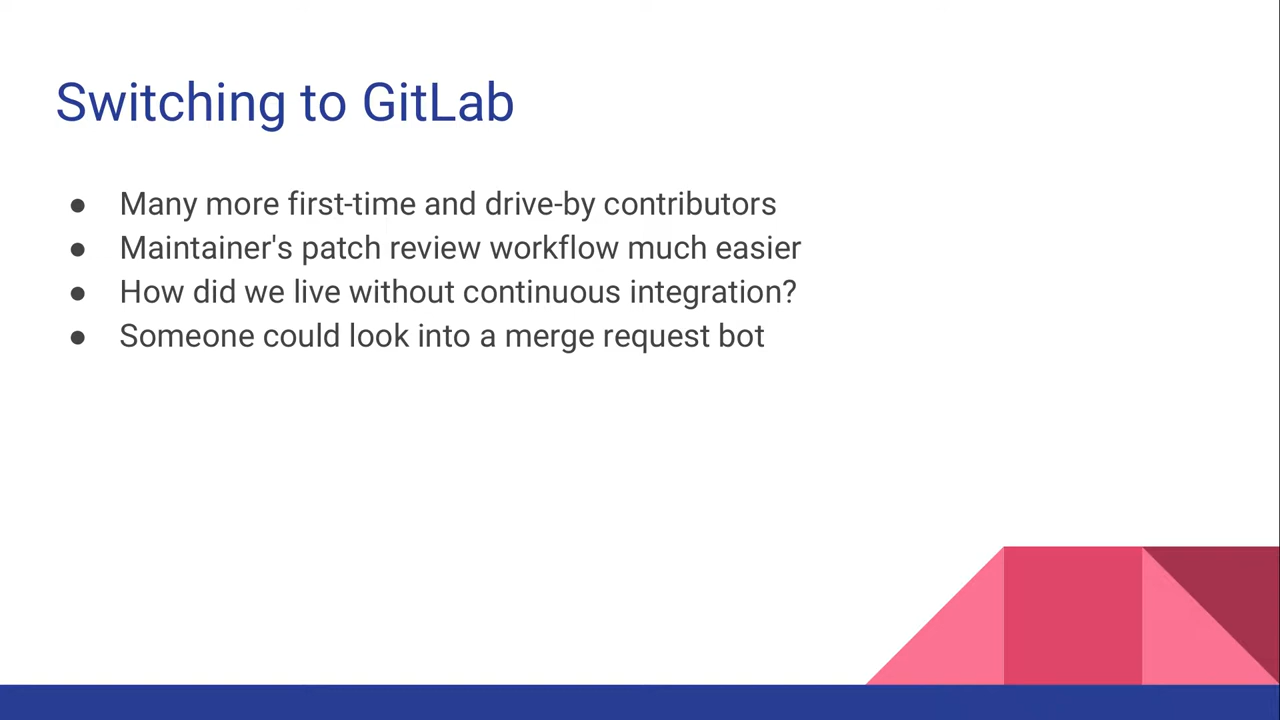 Switching to GitLab
● Many more first-time and drive-by contributors
● Maintainer's patch review workflow much easier
● How did we live without continuous integration?
● Someone could look into a merge request bot